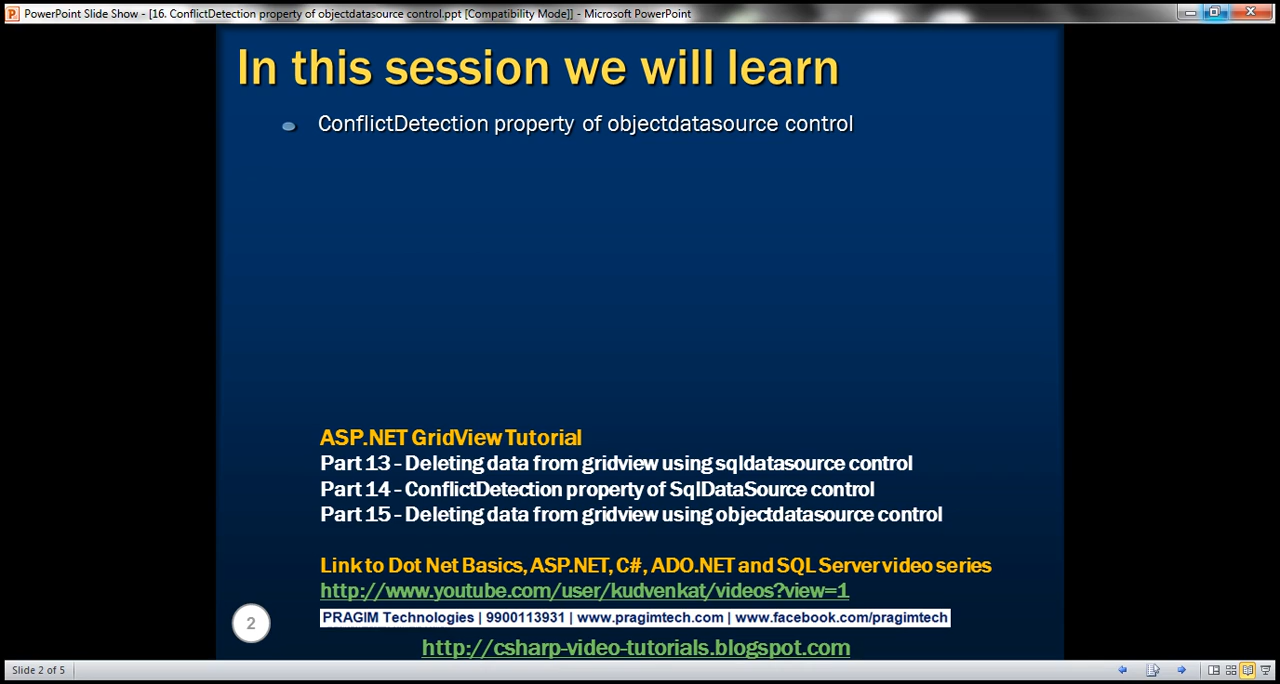 PowerPoint Slide Show - [16. ConflictDetection property of objectdatasource control.ppt [Compatibility Mode]] - Microsoft PowerPoint
In this session we will learn
ConflictDetection property of objectdatasource control
ASP.NET GridView Tutorial
Part 13 - Deleting data from gridview using sqldatasource control
Part 14 - ConflictDetection property of SqlDataSource control
Part 15 - Deleting data from gridview using objectdatasource control
Link to Dot Net Basics, ASP.NET, C#, ADO.NET and SQL Server video series
http://www.youtube.com/user/kudvenkat/videos?view=1
PRAGIM Technologies | 9900113931 | www.pragimtech.com | www.facebook.com/pragimtech
2
http://csharp-video-tutorials.blogspot.com
Slide 2 of 5